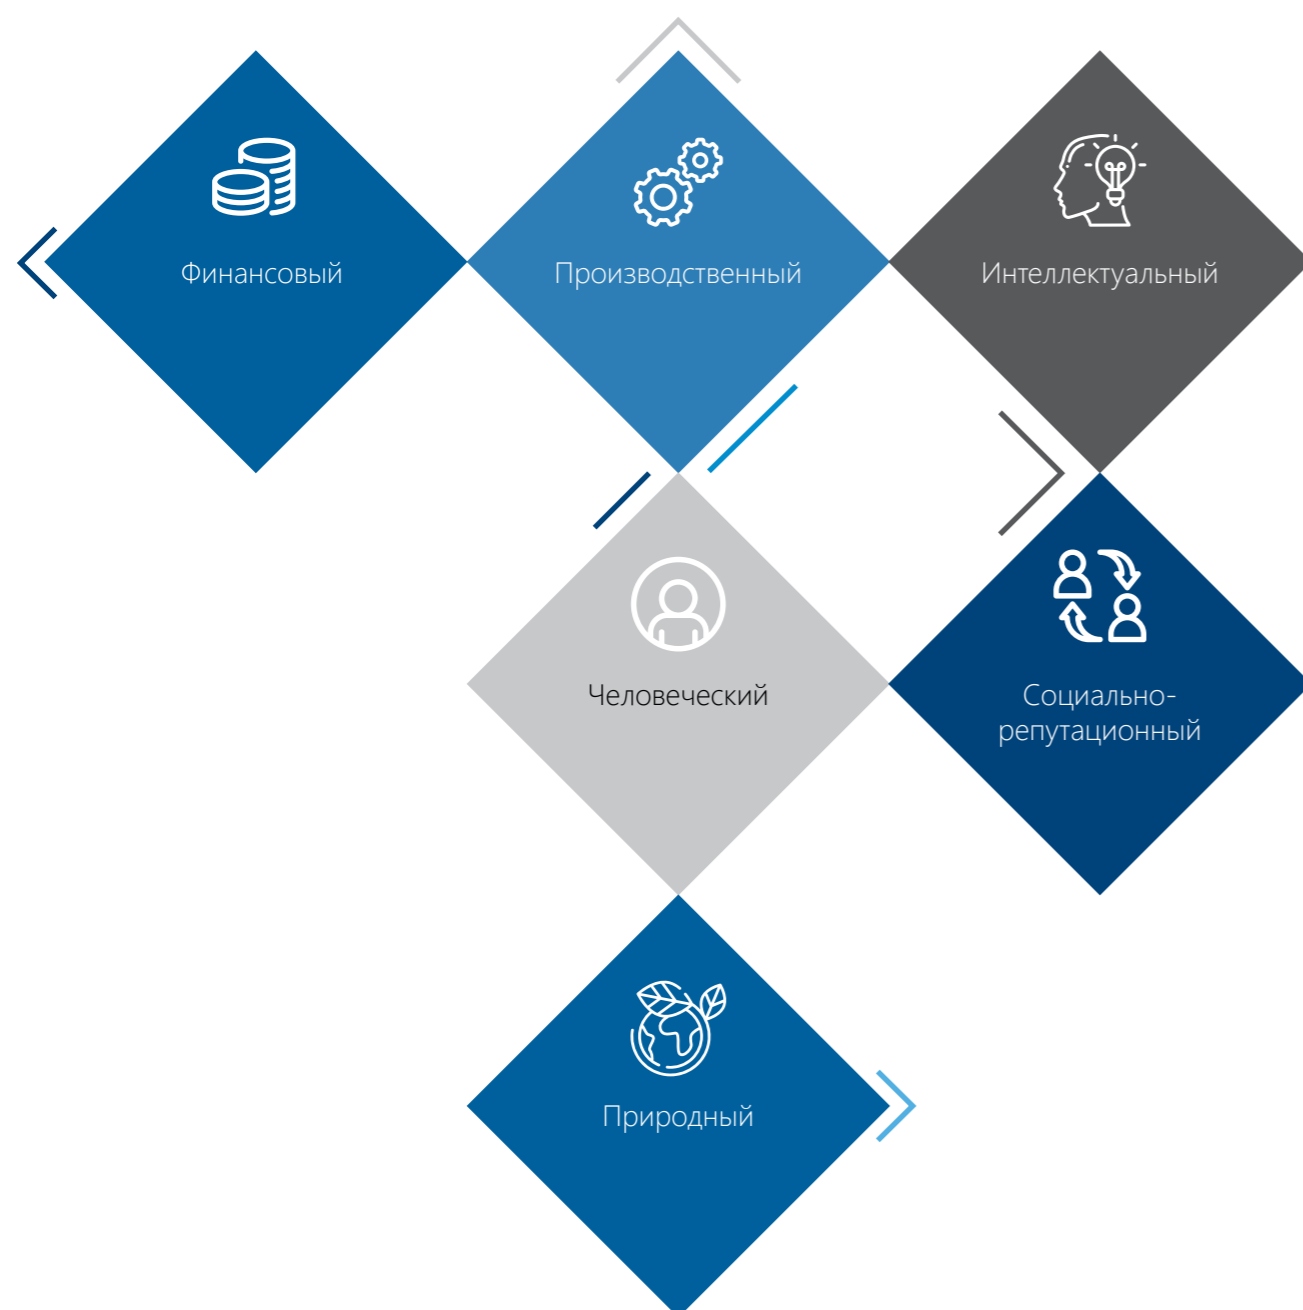 Финансовый
Производственный
Интеллектуальный
Человеческий
Социально-
репутационный
Природный